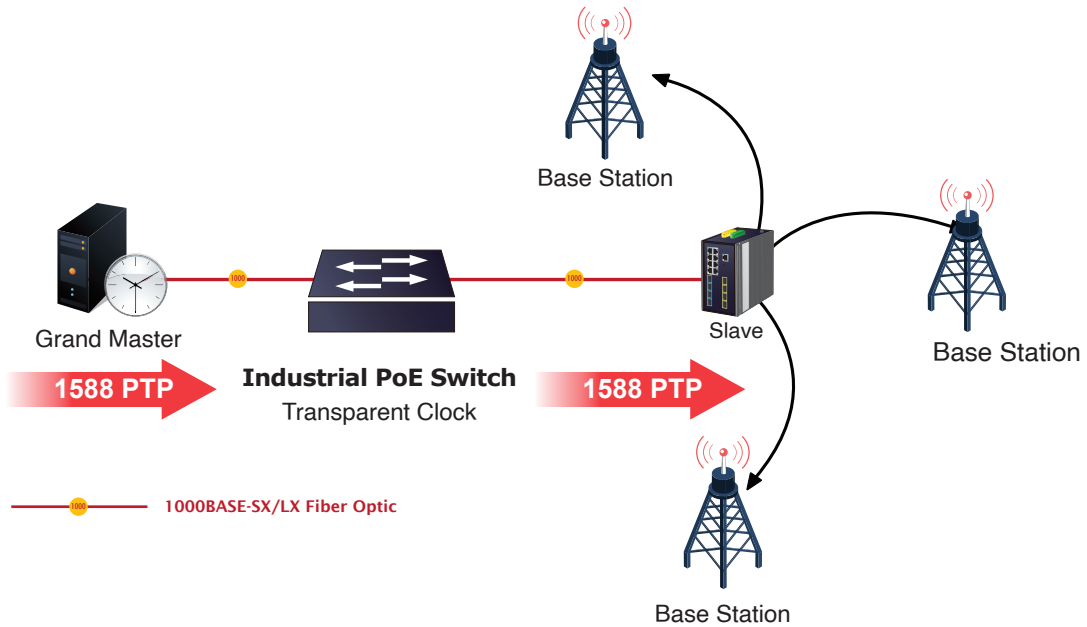 Base Station
Base Station
1000
1000
Grand Master
Slave
1588 PTP
Industrial PoE Switch
Transparent Clock
1588 PTP
1000
1000BASE-SX/LX Fiber Optic
Base Station